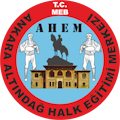 T.C.
MEB
ANKARA ALTINDAĞ HALK EĞİTİMİ MERKEZİ
AHEM